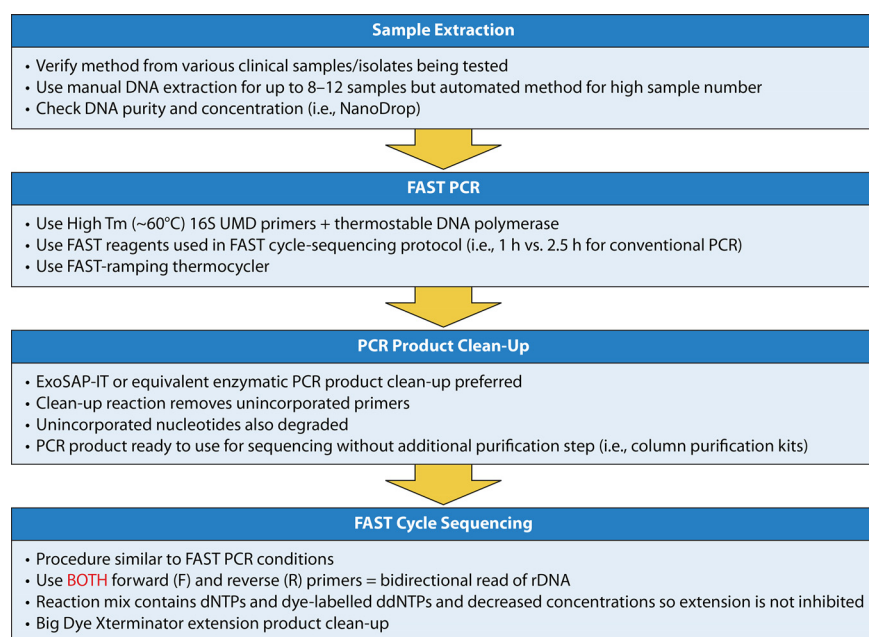 Sample Extraction
• Verify method from various clinical samples/isolates being tested
• Use manual DNA extraction for up to 8–12 samples but automated method for high sample number
• Check DNA purity and concentration (i.e., NanoDrop)
FAST PCR
• Use High Tm (~60°C) 16S UMD primers + thermostable DNA polymerase
• Use FAST reagents used in FAST cycle-sequencing protocol (i.e., 1 h vs. 2.5 h for conventional PCR)
• Use FAST-ramping thermocycler
PCR Product Clean-Up
• ExoSAP-IT or equivalent enzymatic PCR product clean-up preferred
• Clean-up reaction removes unincorporated primers
• Unincorporated nucleotides also degraded
• PCR product ready to use for sequencing without additional purification step (i.e., column purification kits)
FAST Cycle Sequencing
• Procedure similar to FAST PCR conditions
• Use BOTH forward (F) and reverse (R) primers = bidirectional read of rDNA
• Reaction mix contains dNTPs and dye-labelled ddNTPs and decreased concentrations so extension is not inhibited
• Big Dye Xterminator extension product clean-up